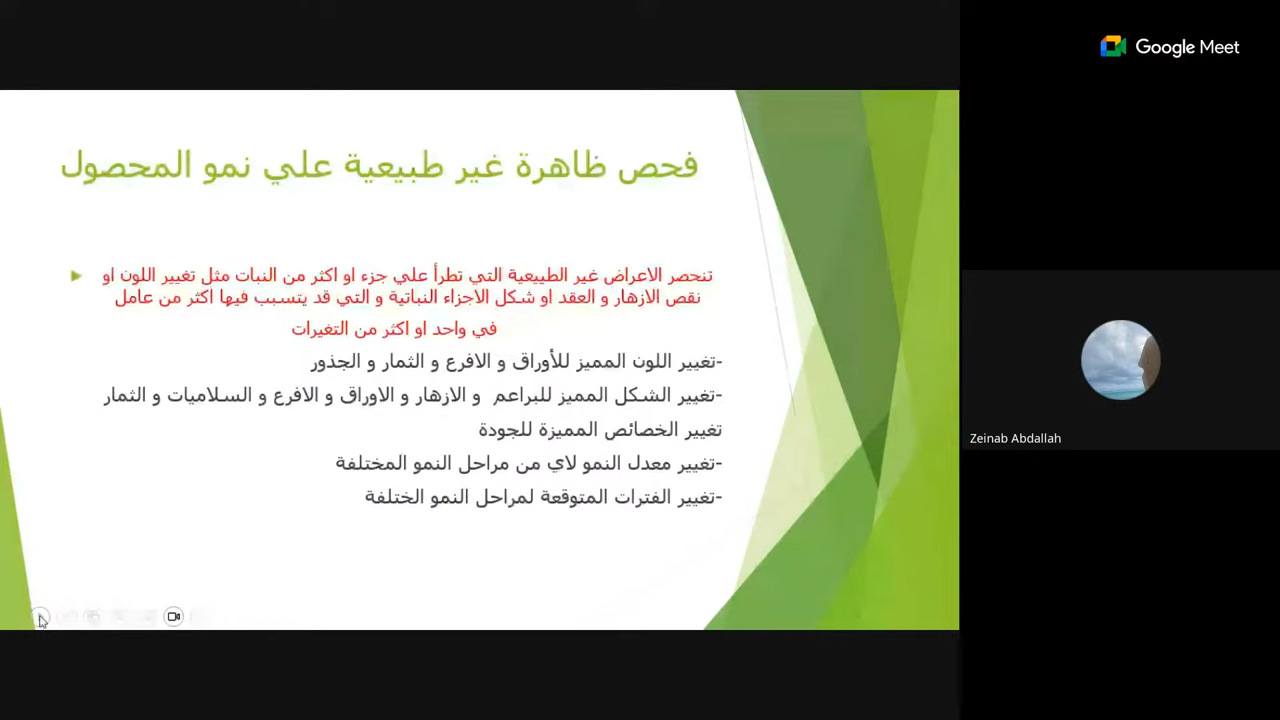 فحص ظاهرة غير طبيعية علي نمو المحصول
تنحصر الاعراض غير الطبيعية التي تطرأ علي جزء او اكثر من النبات مثل تغيير اللون او
نقص الازهار و العقد او شكل الاجزاء النباتية و التي قد يتسبب فيها اكثر من عامل
في واحد او اكثر من التغيرات
-تغيير اللون المميز للأوراق و الافرع و الثمار و الجذور
-تغيير الشكل المميز للبراعم و الازهار و الاوراق و الافرع و السلاميات و الثمار
تغيير الخصائص المميزة للجودة
-تغيير معدل النمو لاي من مراحل النمو المختلفة
-تغيير الفترات المتوقعة لمراحل النمو الختلفة
Google Meet
Zeinab Abdallah